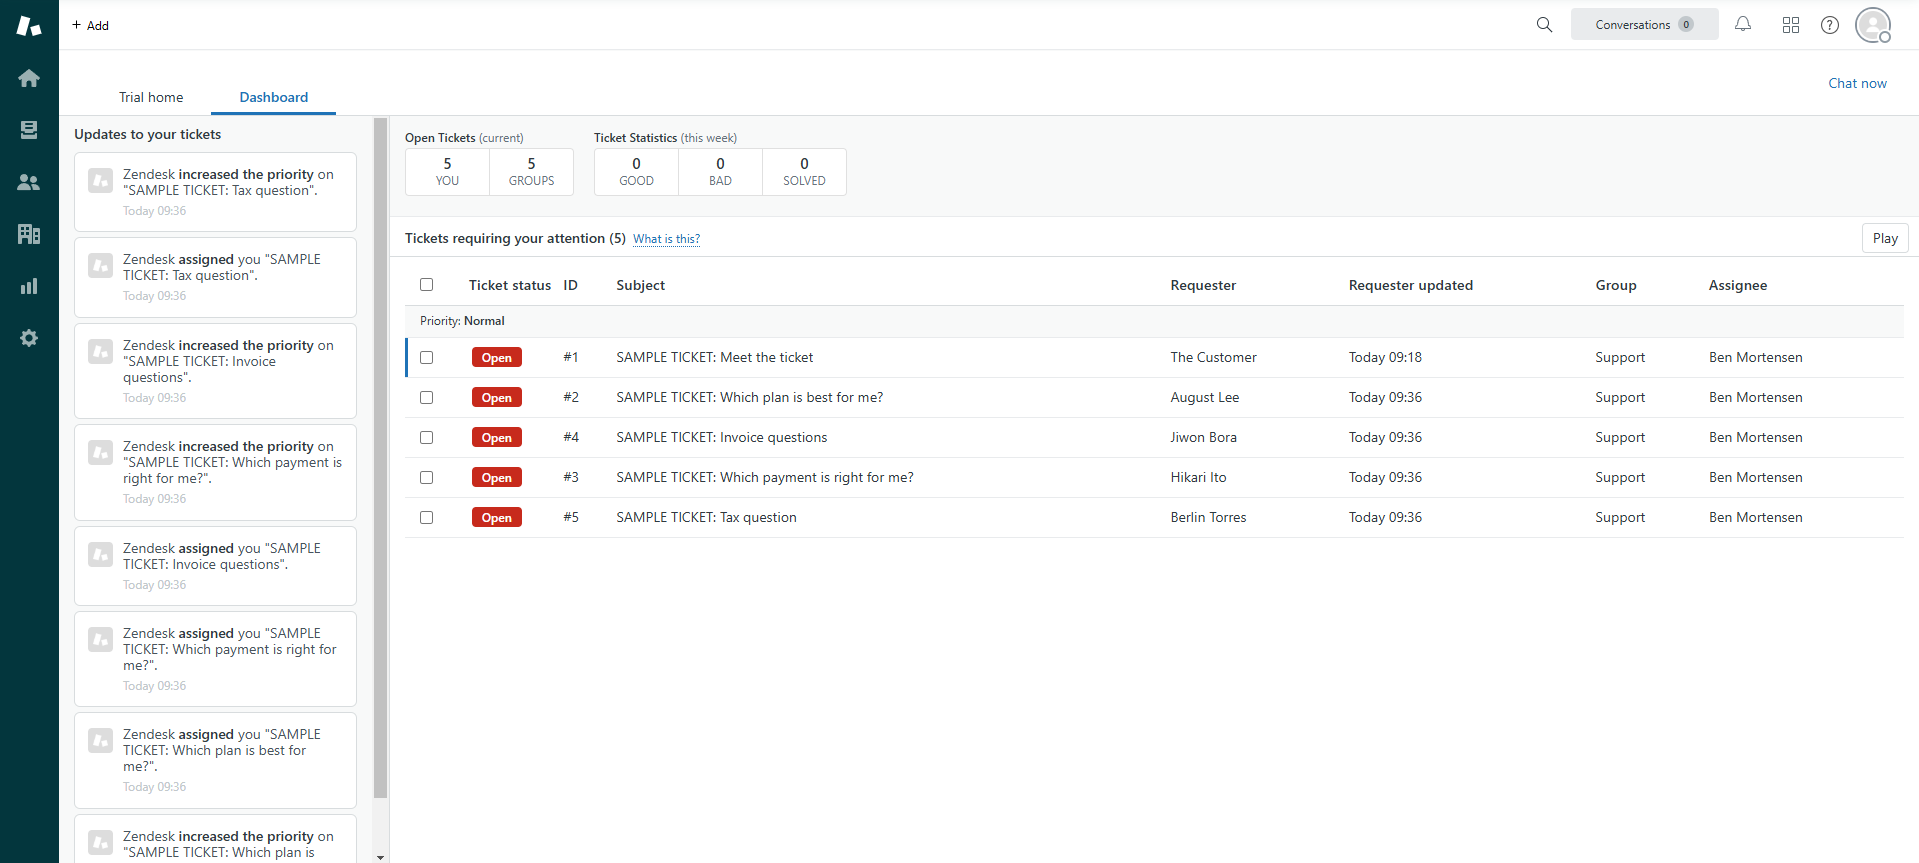 + Add
Conversations 0
Chat now
Trial home
Dashboard
Updates to your tickets
Zendesk increased the priority on
"SAMPLE TICKET: Tax question".
Today 09:36
Zendesk assigned you "SAMPLE
TICKET: Tax question".
Today 09:36
Zendesk increased the priority on
"SAMPLE TICKET: Invoice
questions".
Today 09:36
Zendesk increased the priority on
"SAMPLE TICKET: Which payment is
right for me?".
Today 09:36
Zendesk assigned you "SAMPLE
TICKET: Invoice questions".
Today 09:36
Zendesk assigned you "SAMPLE
TICKET: Which payment is right for
me?".
Today 09:36
Zendesk assigned you "SAMPLE
TICKET: Which plan is best for
me?".
Today 09:36
Zendesk increased the priority on
"SAMPLE TICKET: Which plan is
Open Tickets (current)
5
YOU
5
GROUPS
Ticket Statistics (this week)
0
GOOD
0
BAD
0
SOLVED
Tickets requiring your attention (5) What is this?
Play
Ticket status ID Subject Requester Requester updated Group Assignee
Priority: Normal
Open #1 SAMPLE TICKET: Meet the ticket The Customer Today 09:18 Support Ben Mortensen
Open #2 SAMPLE TICKET: Which plan is best for me? August Lee Today 09:36 Support Ben Mortensen
Open #4 SAMPLE TICKET: Invoice questions Jiwon Bora Today 09:36 Support Ben Mortensen
Open #3 SAMPLE TICKET: Which payment is right for me? Hikari Ito Today 09:36 Support Ben Mortensen
Open #5 SAMPLE TICKET: Tax question Berlin Torres Today 09:36 Support Ben Mortensen